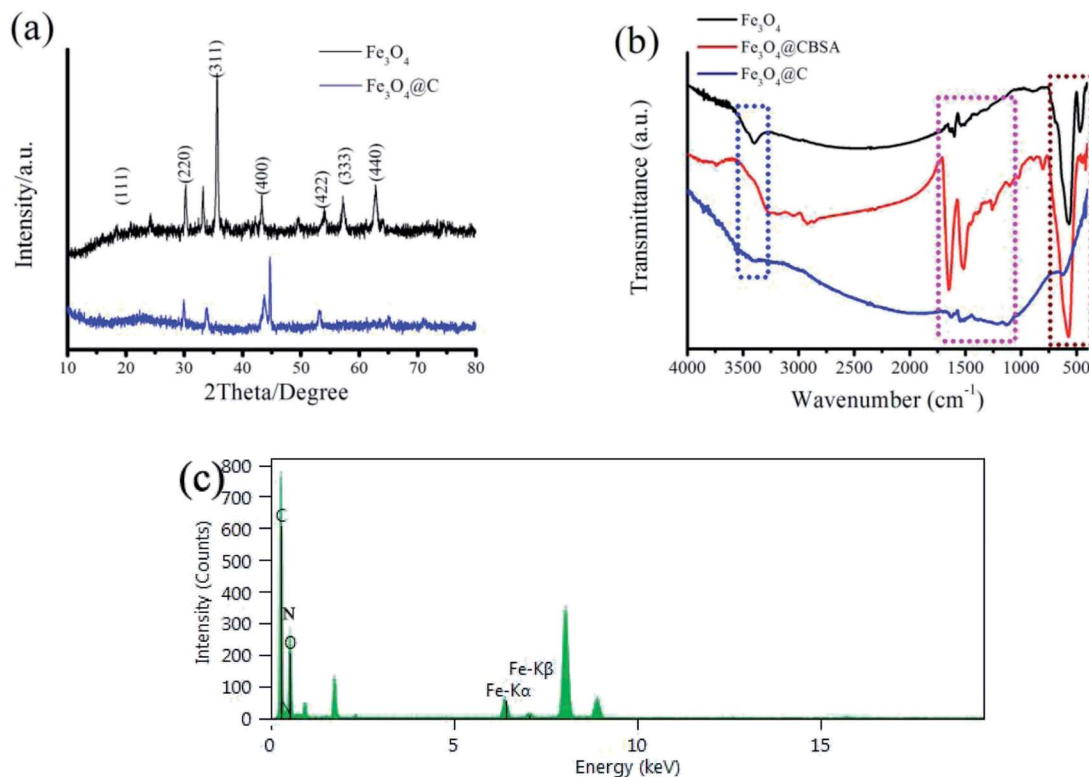 (a)
Fe₃O₄
Fe₃O₄@C
(111)
(220)
(311)
(400)
(422)
(333)
(440)
Intensity/a.u.
10 20 30 40 50 60 70 80
2Theta/Degree
(b)
Fe₃O₄
Fe₃O₄@CBSA
Fe₃O₄@C
Transmittance (a.u.)
4000 3500 3000 2500 2000 1500 1000 500
Wavenumber (cm⁻¹)
(c)
800
700
600
500
400
300
200
100
0
Intensity (Counts)
C
N
O
N
Fe-Kα
Fe-Kβ
0 5 10 15
Energy (keV)